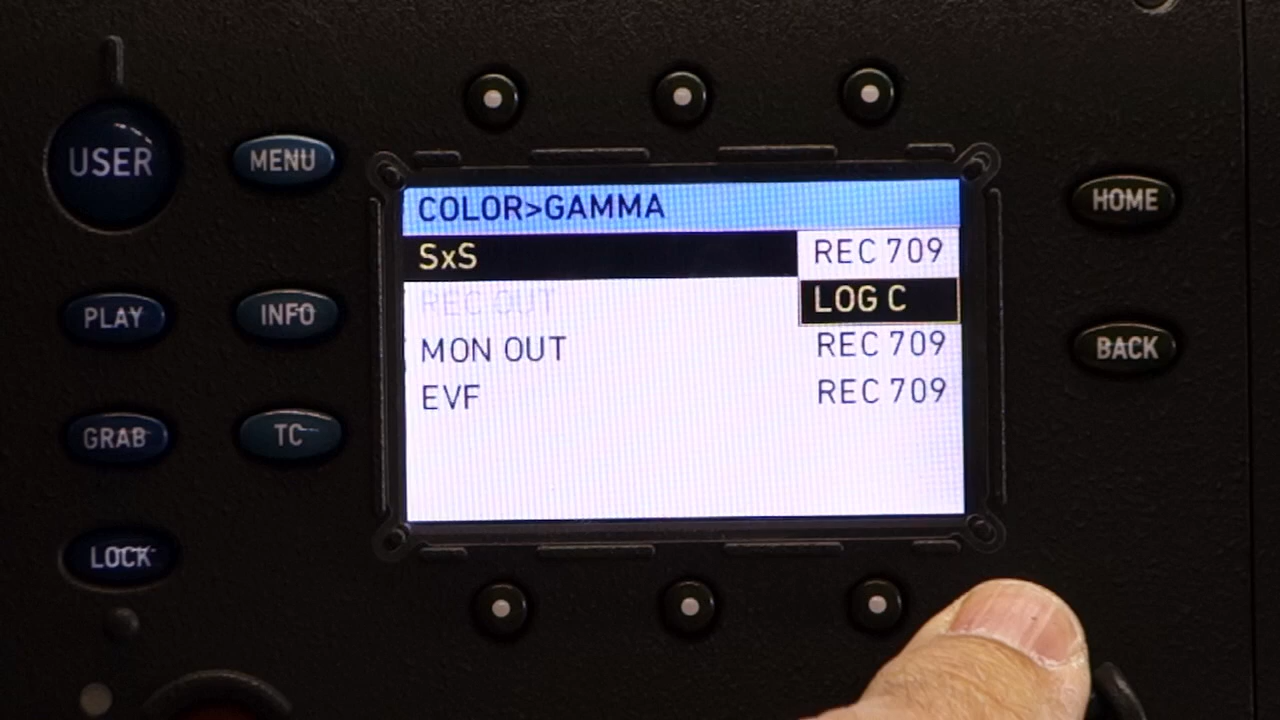 USER
MENU
HOME
COLOR>GAMMA
SxS REC 709
REC OUT LOG C
MON OUT REC 709
EVF REC 709
PLAY
INFO
BACK
GRAB
TC
LOCK